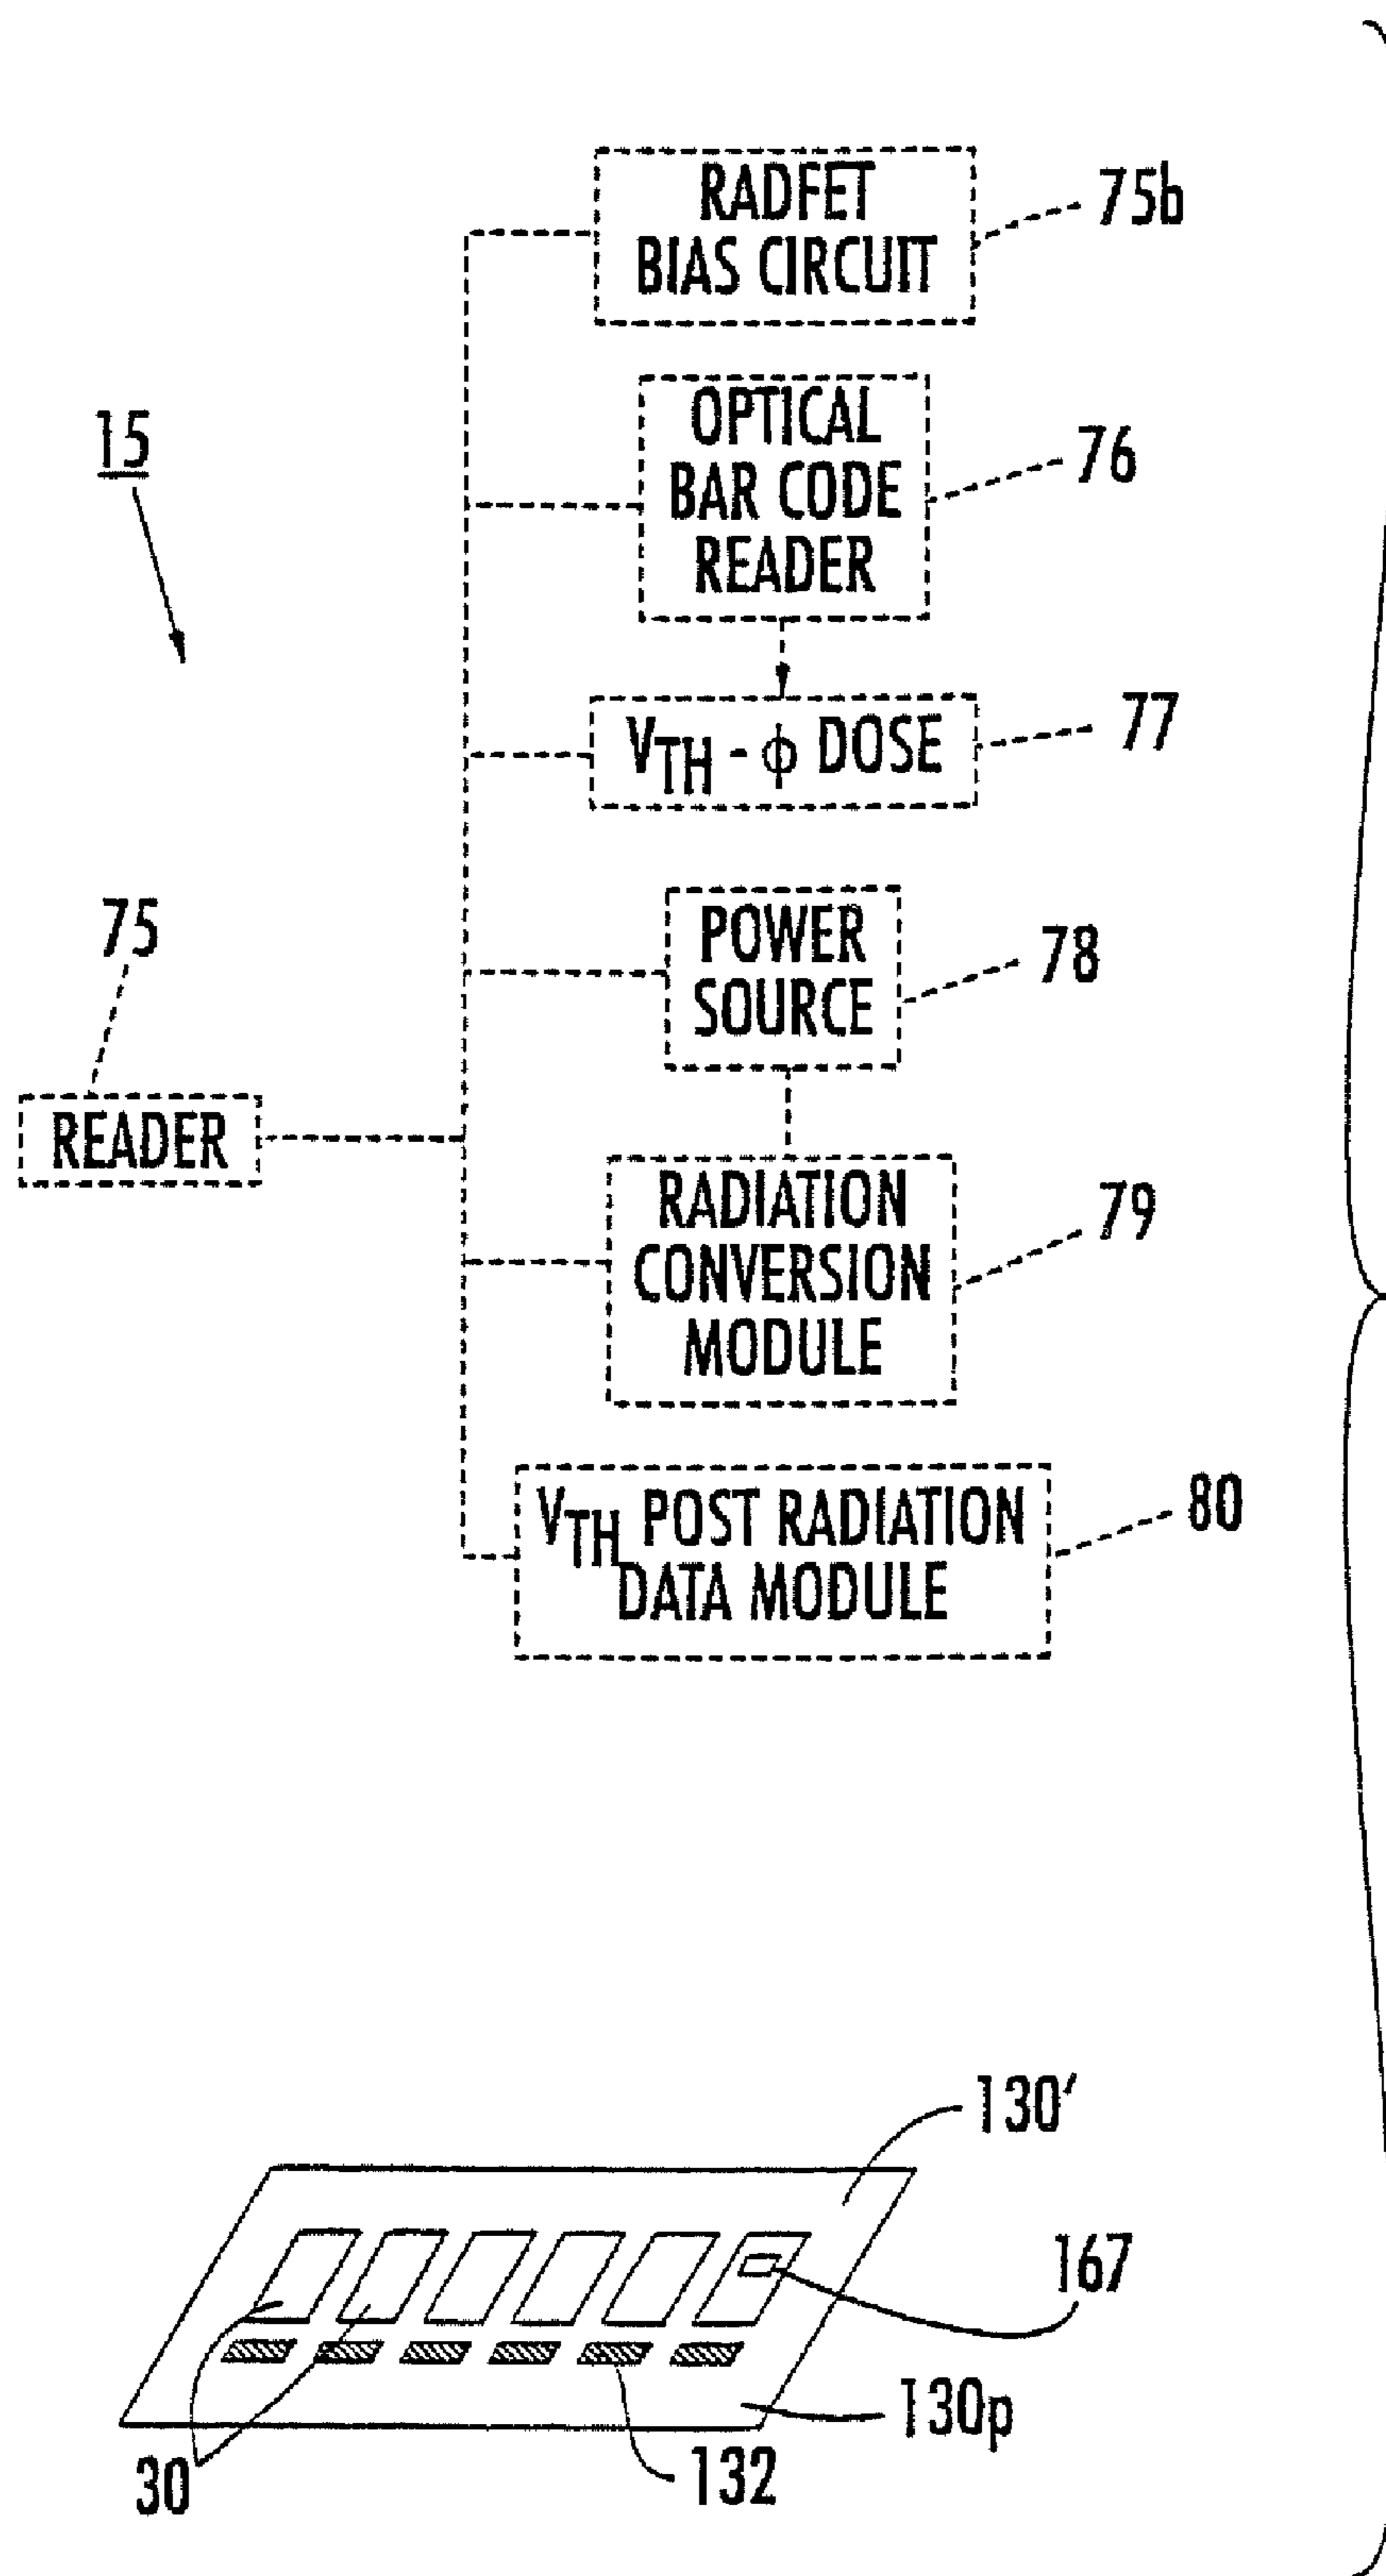 RADFET
BIAS CIRCUIT
75b
15
OPTICAL
BAR CODE
READER
76
VTH - ϕ DOSE
77
75
POWER
SOURCE
78
READER
RADIATION
CONVERSION
MODULE
79
VTH POST RADIATION
DATA MODULE
80
130′
167
130p
132
30